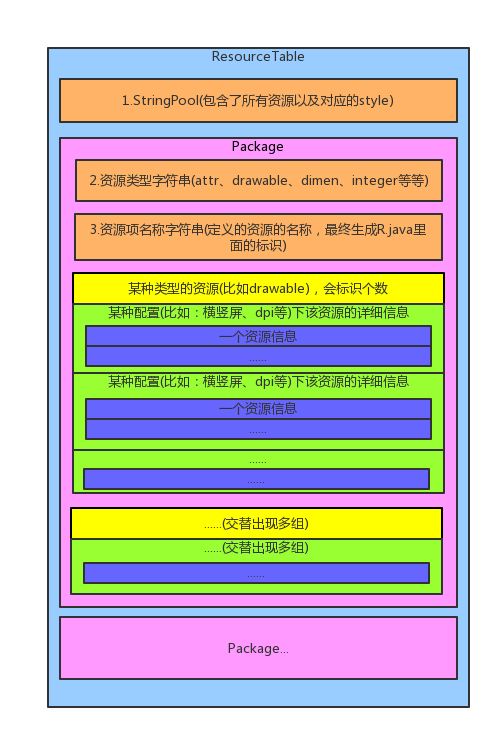 ResourceTable
1.StringPool(包含了所有资源以及对应的style)
Package
2.资源类型字符串(attr、drawable、dimen、integer等等)
3.资源项名称字符串(定义的资源的名称，最终生成R.java里
面的标识)
某种类型的资源(比如drawable)，会标识个数
某种配置(比如：横竖屏、dpi等)下该资源的详细信息
一个资源信息
......
某种配置(比如：横竖屏、dpi等)下该资源的详细信息
一个资源信息
......
......
......
......(交替出现多组)
......(交替出现多组)
......
Package...